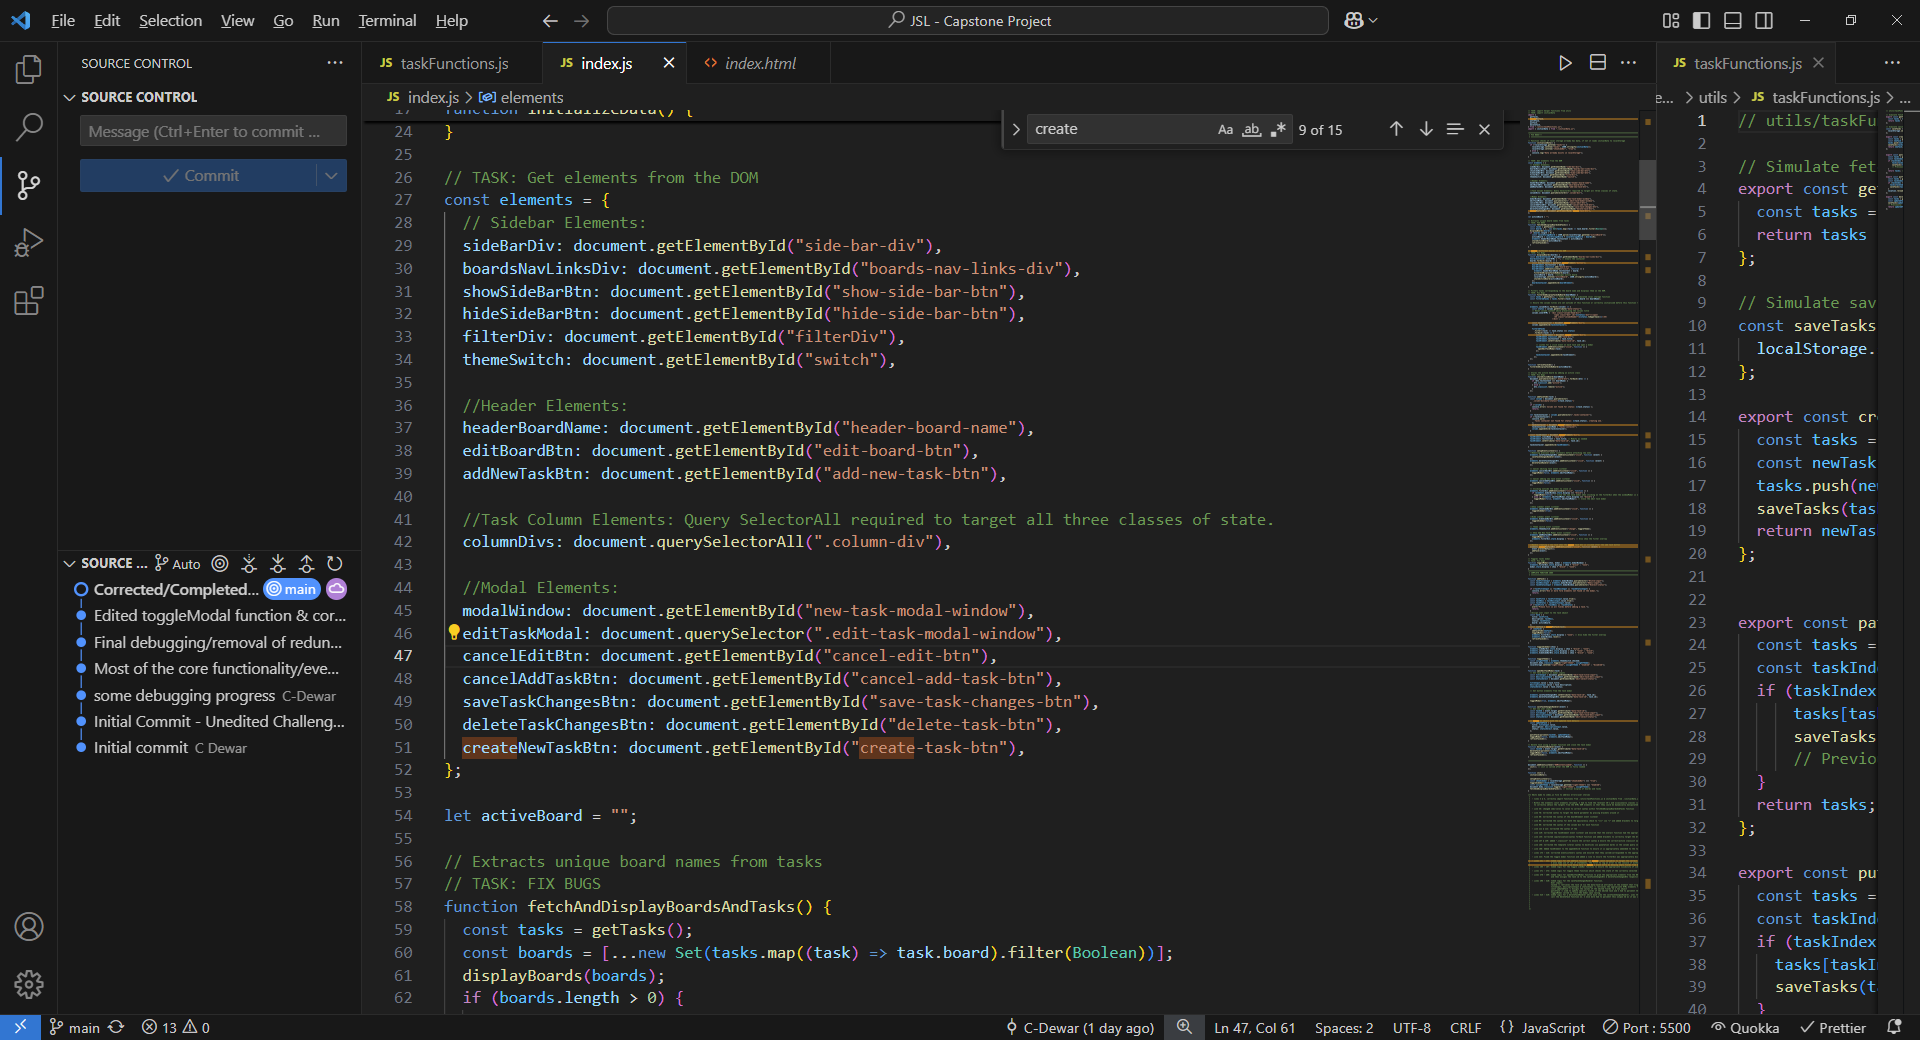 File Edit Selection View Go Run Terminal Help
JSL - Capstone Project
SOURCE CONTROL
SOURCE CONTROL
Message (Ctrl+Enter to commit ...
Commit
SOURCE ...
Auto
Corrected/Completed... main
Edited toggleModal function & cor...
Final debugging/removal of redun...
Most of the core functionality/eve...
some debugging progress C-Dewar
Initial Commit - Unedited Challeng...
Initial commit C Dewar
JS taskFunctions.js
JS index.js
<> index.html
JS index.js > elements
create
Aa ab .* 9 of 15
17 function initializeData() {
24 }
25
26 // TASK: Get elements from the DOM
27 const elements = {
28 // Sidebar Elements:
29 sideBarDiv: document.getElementById("side-bar-div"),
30 boardsNavLinksDiv: document.getElementById("boards-nav-links-div"),
31 showSideBarBtn: document.getElementById("show-side-bar-btn"),
32 hideSideBarBtn: document.getElementById("hide-side-bar-btn"),
33 filterDiv: document.getElementById("filterDiv"),
34 themeSwitch: document.getElementById("switch"),
35
36 //Header Elements:
37 headerBoardName: document.getElementById("header-board-name"),
38 editBoardBtn: document.getElementById("edit-board-btn"),
39 addNewTaskBtn: document.getElementById("add-new-task-btn"),
40
41 //Task Column Elements: Query SelectorAll required to target all three classes of state.
42 columnDivs: document.querySelectorAll(".column-div"),
43
44 //Modal Elements:
45 modalWindow: document.getElementById("new-task-modal-window"),
46 editTaskModal: document.querySelector(".edit-task-modal-window"),
47 cancelEditBtn: document.getElementById("cancel-edit-btn"),
48 cancelAddTaskBtn: document.getElementById("cancel-add-task-btn"),
49 saveTaskChangesBtn: document.getElementById("save-task-changes-btn"),
50 deleteTaskChangesBtn: document.getElementById("delete-task-btn"),
51 createNewTaskBtn: document.getElementById("create-task-btn"),
52 };
53
54 let activeBoard = "";
55
56 // Extracts unique board names from tasks
57 // TASK: FIX BUGS
58 function fetchAndDisplayBoardsAndTasks() {
59 const tasks = getTasks();
60 const boards = [...new Set(tasks.map((task) => task.board).filter(Boolean))];
61 displayBoards(boards);
62 if (boards.length > 0) {
JS taskFunctions.js
e... > utils > JS taskFunctions.js > ...
1 // utils/taskFu
2
3 // Simulate fet
4 export const ge
5 const tasks =
6 return tasks
7 };
8
9 // Simulate sav
10 const saveTasks
11 localStorage.
12 };
13
14 export const cr
15 const tasks =
16 const newTask
17 tasks.push(ne
18 saveTasks(tas
19 return newTas
20 };
21
22
23 export const pa
24 const tasks =
25 const taskInd
26 if (taskIndex
27 tasks[tas
28 saveTasks
29 // Previo
30 }
31 return tasks;
32 };
33
34 export const pu
35 const tasks =
36 const taskInd
37 if (taskIndex
38 tasks[taskI
39 saveTasks(t
40 }
main 13 0
C-Dewar (1 day ago) Ln 47, Col 61 Spaces: 2 UTF-8 CRLF {} JavaScript Port : 5500 Quokka Prettier